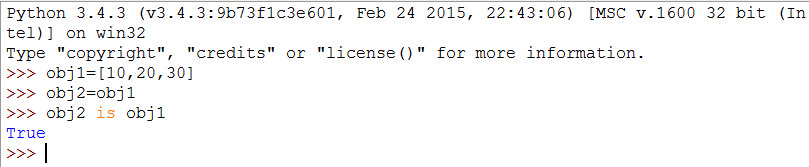 Python 3.4.3 (v3.4.3:9b73f1c3e601, Feb 24 2015, 22:43:06) [MSC v.1600 32 bit (In
tel)] on win32
Type "copyright", "credits" or "license()" for more information.
>>> obj1=[10,20,30]
>>> obj2=obj1
>>> obj2 is obj1
True
>>>